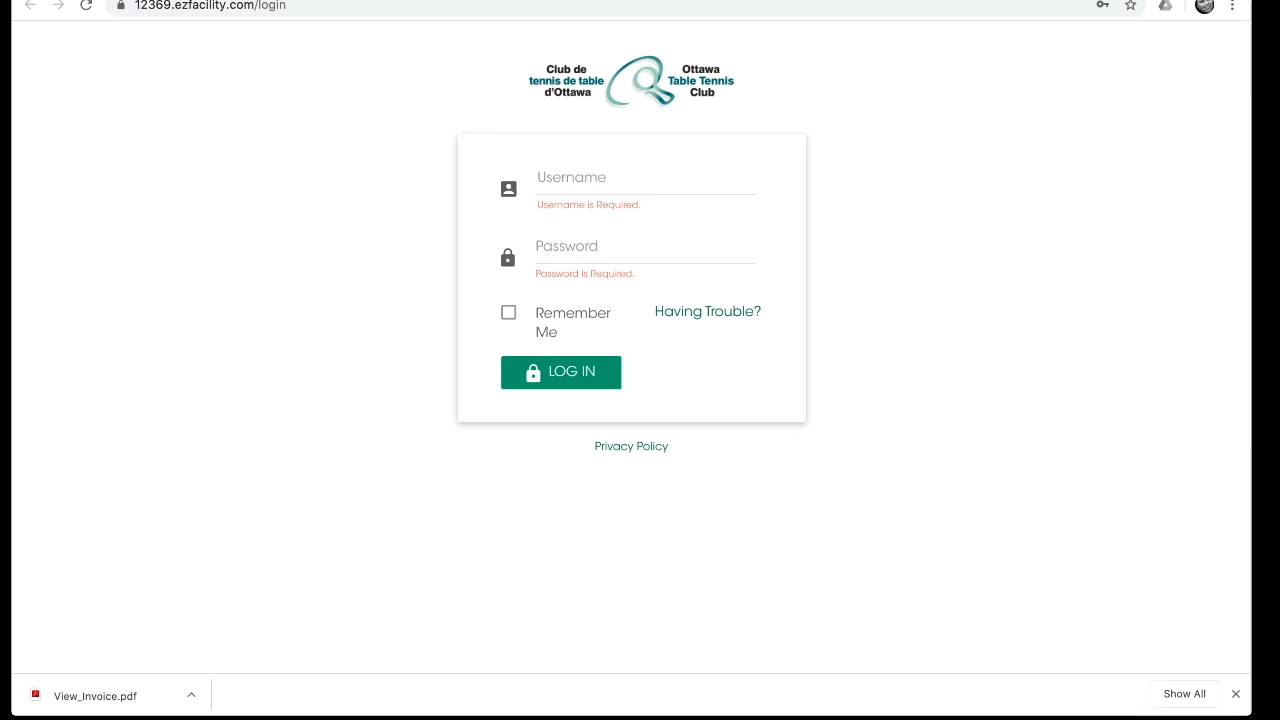 12369.ezfacility.com/login
Club de
tennis de table
d'Ottawa
Ottawa
Table Tennis
Club
Username
Username is Required.
Password
Password is Required.
Remember
Me
Having Trouble?
LOG IN
Privacy Policy
View_Invoice.pdf
Show All